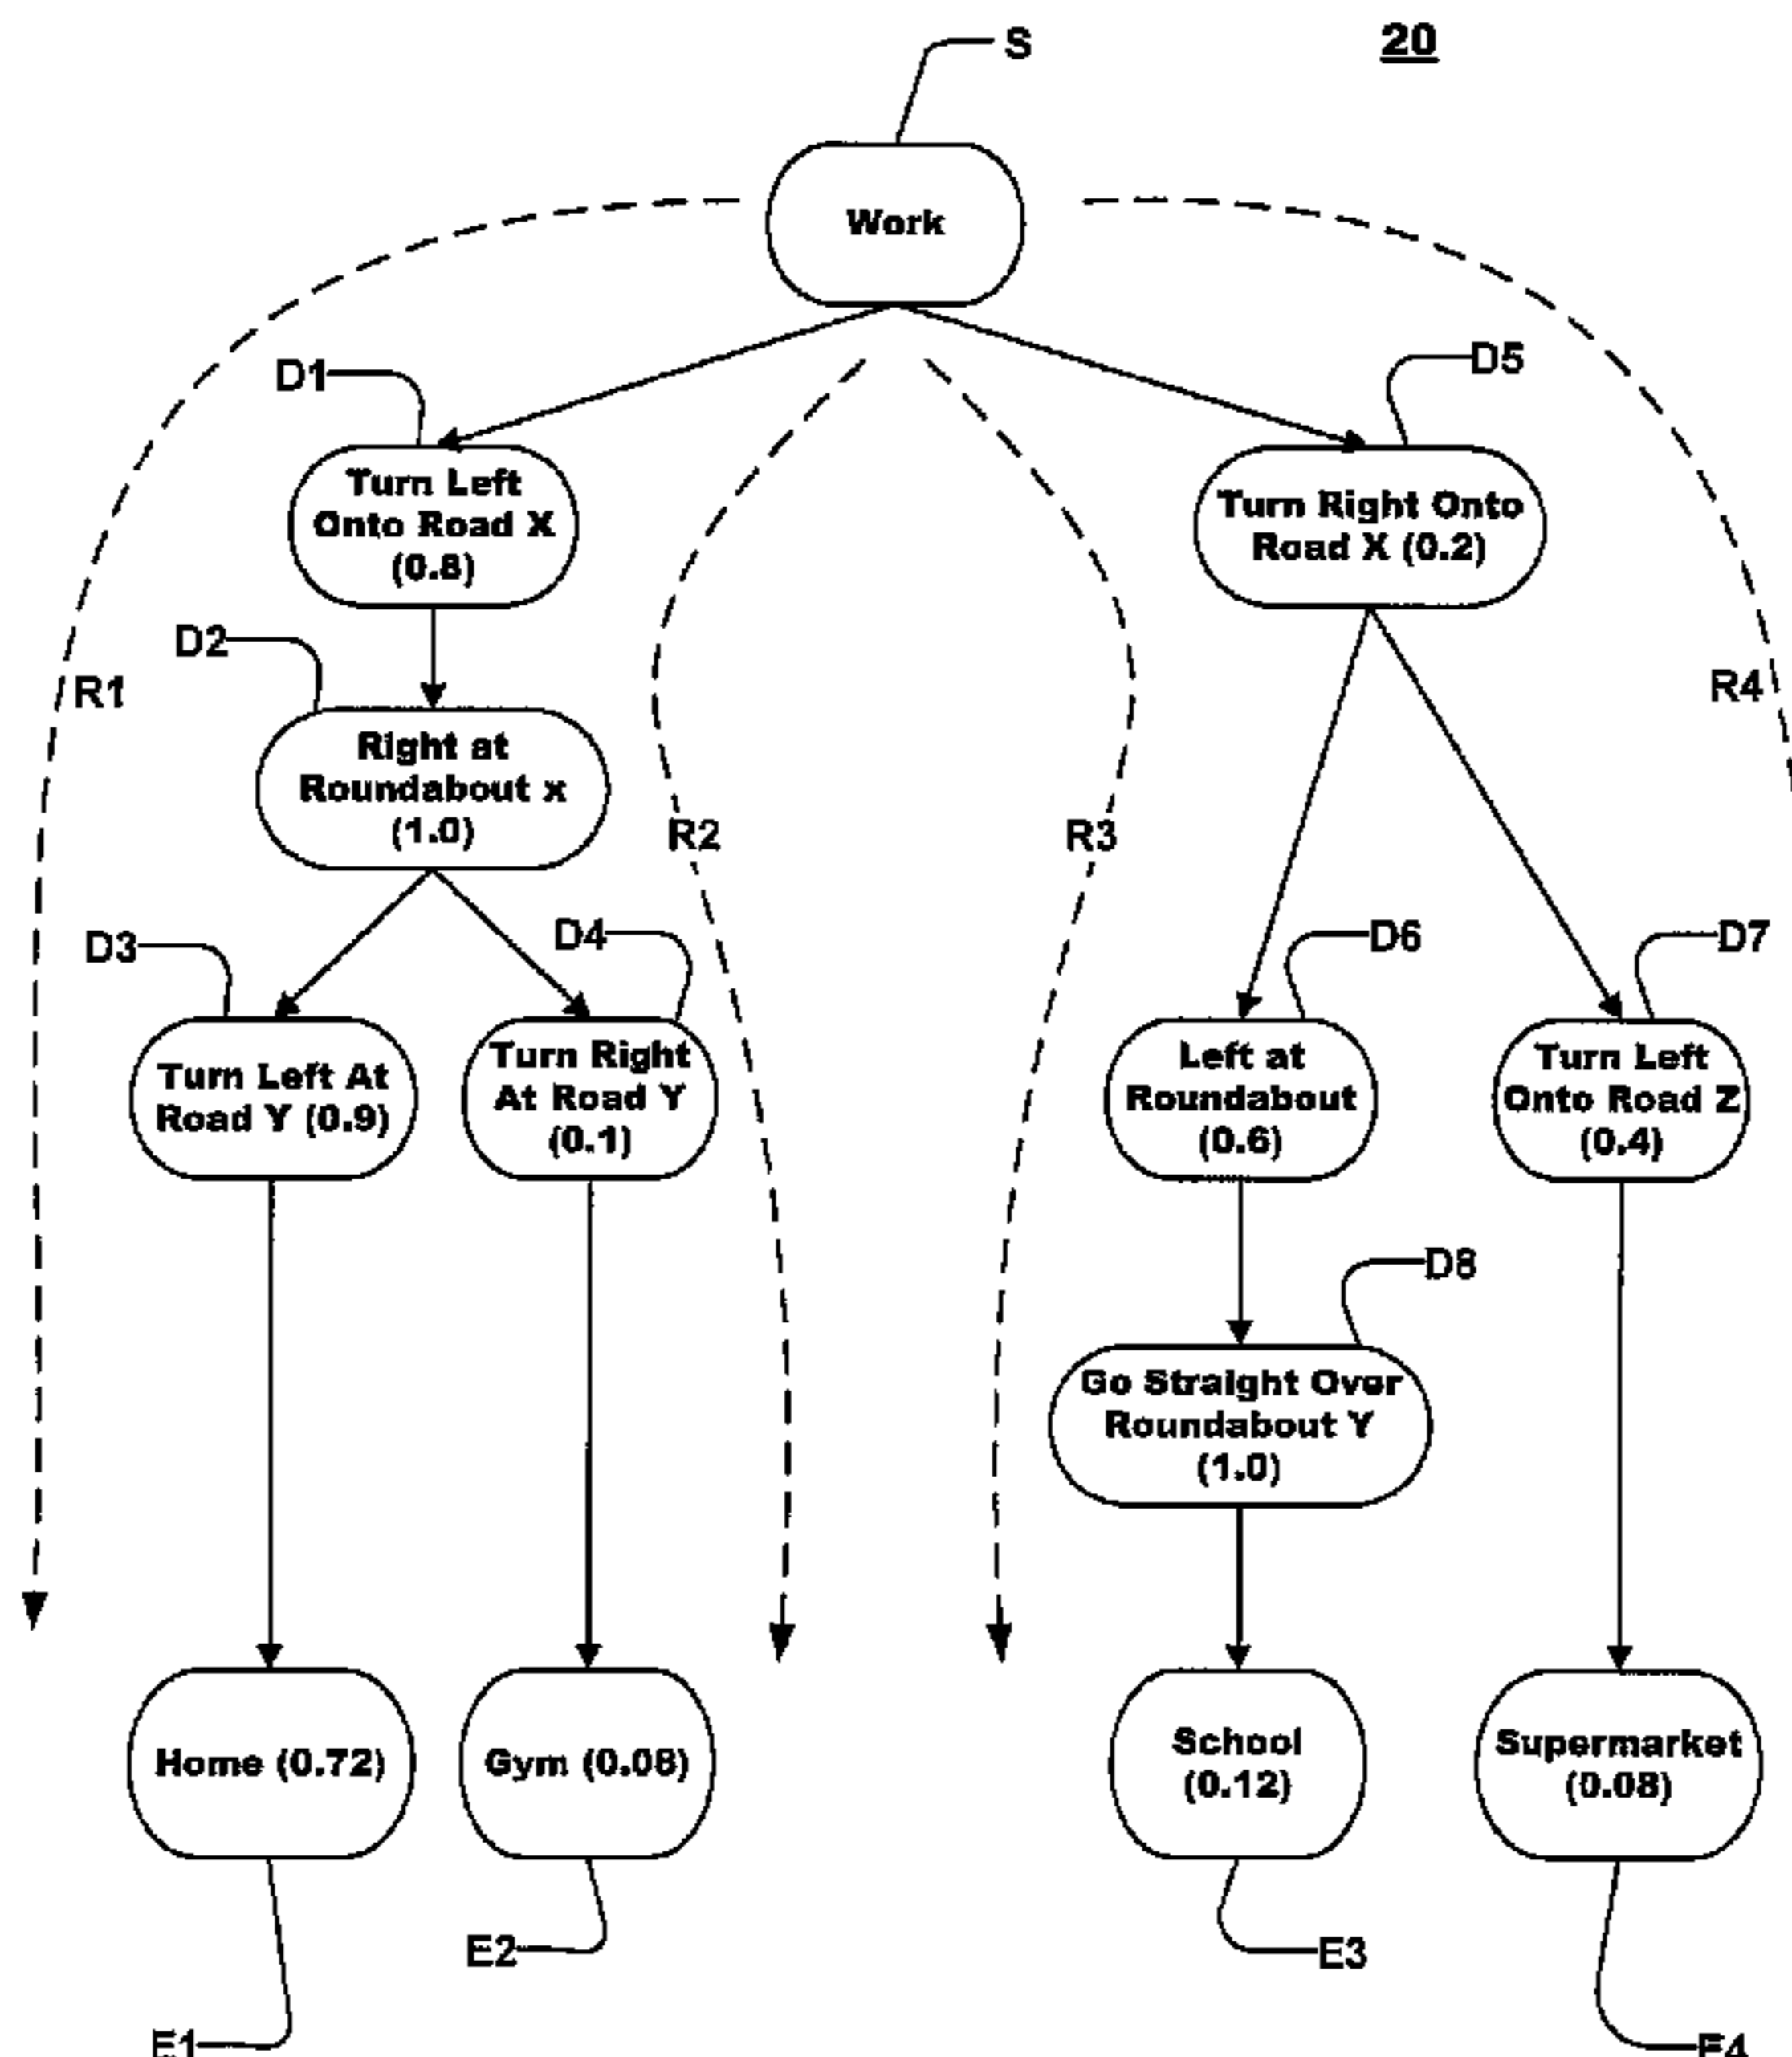 S
20
Work
D1
D5
Turn Left
Onto Road X
(0.8)
Turn Right Onto
Road X (0.2)
D2
R1
R4
Right at
Roundabout x
(1.0)
R2
R3
D3
D4
D6
D7
Turn Left At
Road Y (0.9)
Turn Right
At Road Y
(0.1)
Left at
Roundabout
(0.6)
Turn Left
Onto Road Z
(0.4)
D8
Go Straight Over
Roundabout Y
(1.0)
Home (0.72)
Gym (0.08)
School
(0.12)
Supermarket
(0.08)
E2
E3
E1
E4